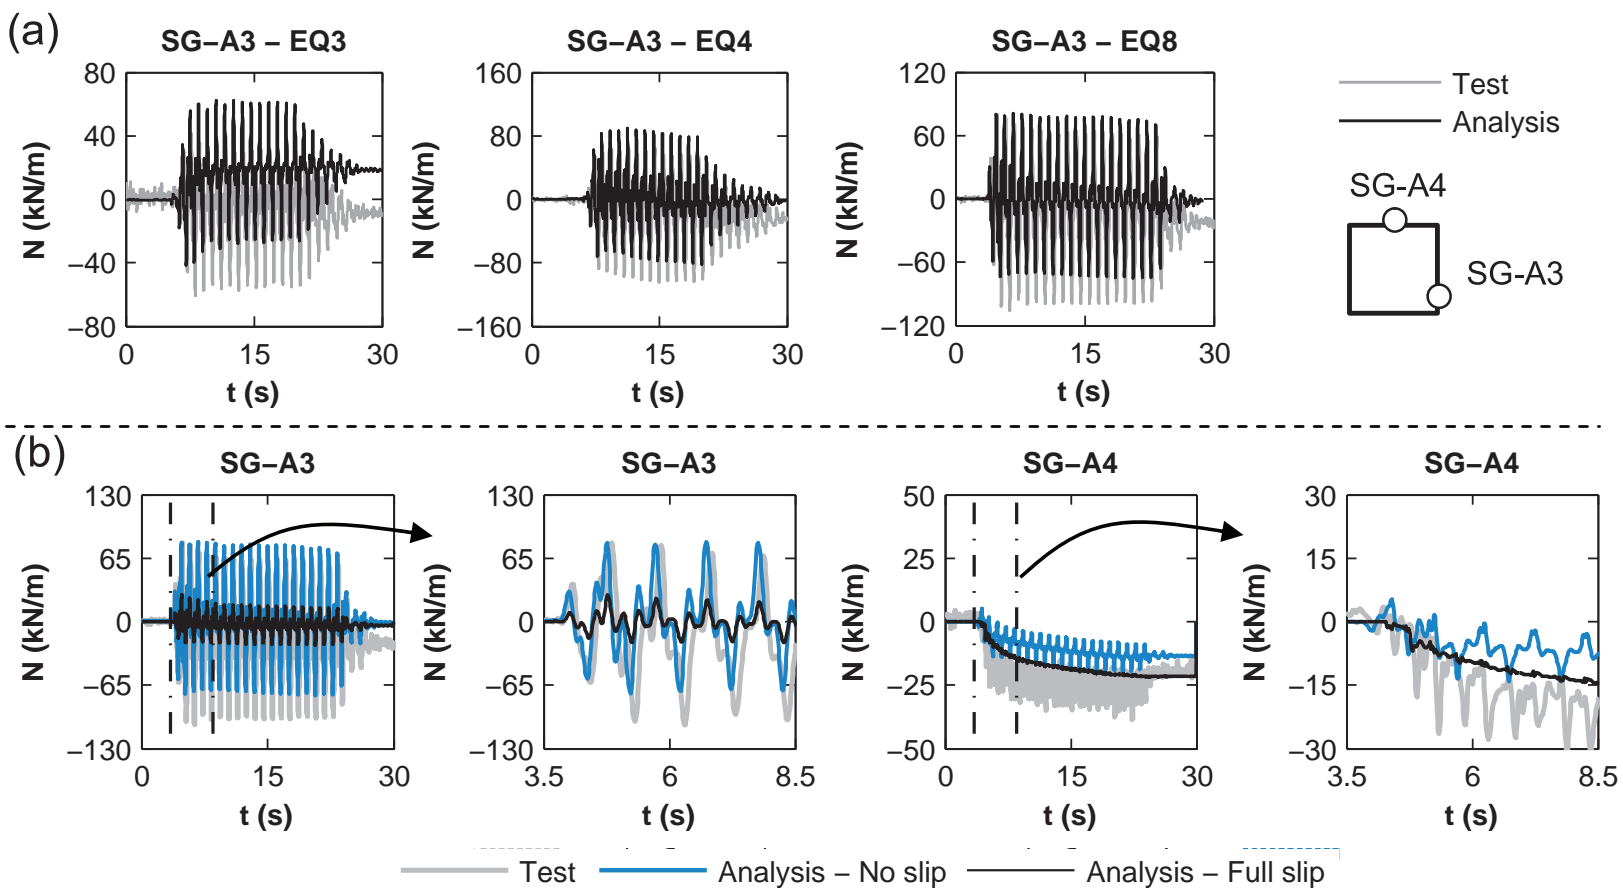 (a)
SG–A3 – EQ3
SG–A3 – EQ4
SG–A3 – EQ8
N (kN/m)
80
40
0
–40
–80
0 15 30
t (s)
N (kN/m)
160
80
0
–80
–160
0 15 30
t (s)
N (kN/m)
120
60
0
–60
–120
0 15 30
t (s)
Test
Analysis
SG-A4
SG-A3
(b)
SG–A3
SG–A3
SG–A4
SG–A4
N (kN/m)
130
65
0
–65
–130
0 15 30
t (s)
N (kN/m)
130
65
0
–65
–130
3.5 6 8.5
t (s)
N (kN/m)
50
25
0
–25
–50
0 15 30
t (s)
N (kN/m)
30
15
0
–15
–30
3.5 6 8.5
t (s)
Test
Analysis – No slip
Analysis – Full slip